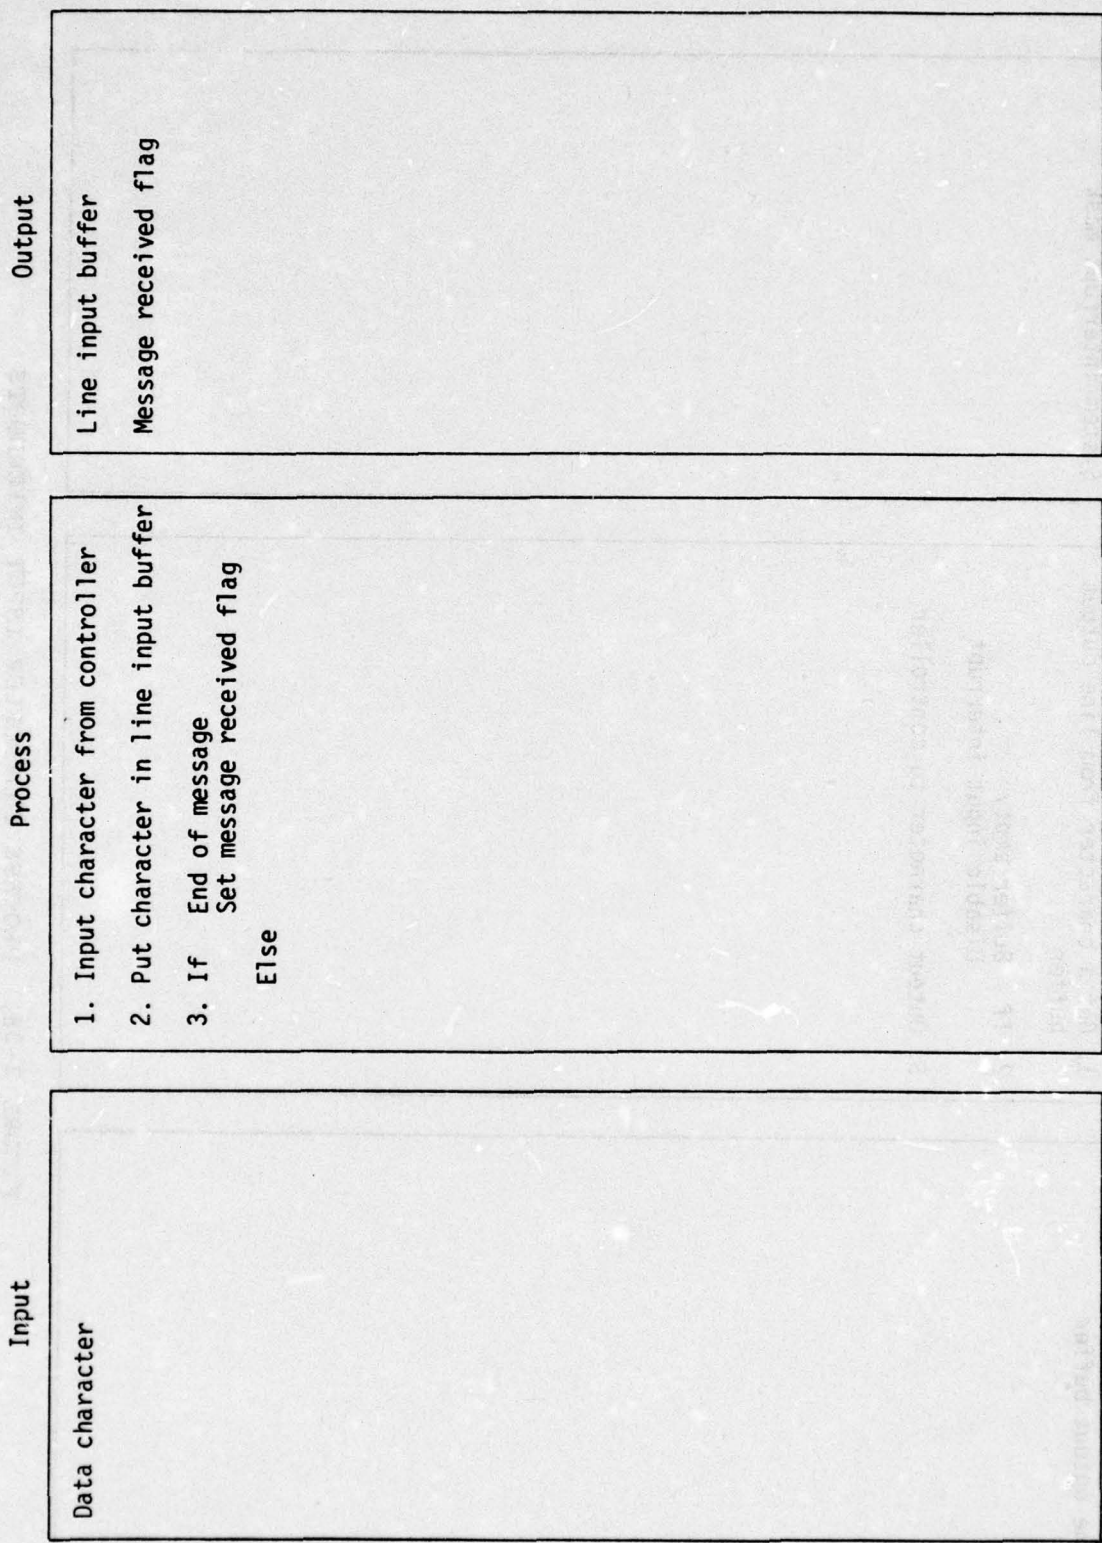 Input
Data character
Process
1. Input character from controller
2. Put character in line input buffer
3. If End of message
Set message received flag
Else
Output
Line input buffer
Message received flag